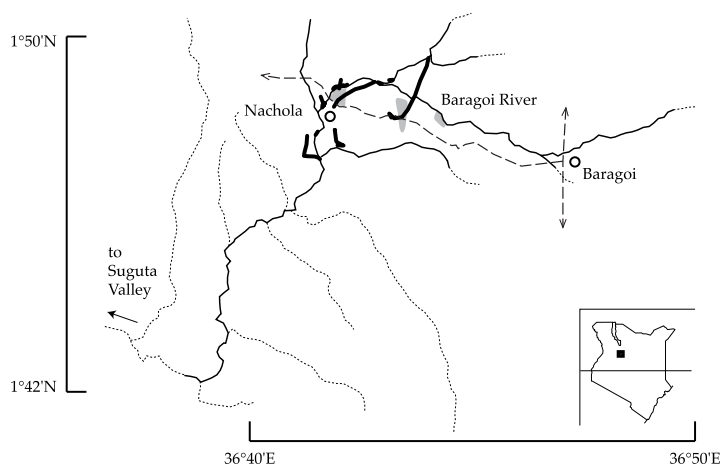 1°50'N
Nachola
Baragoi River
Baragoi
to
Suguta
Valley
1°42'N
36°40'E
36°50'E